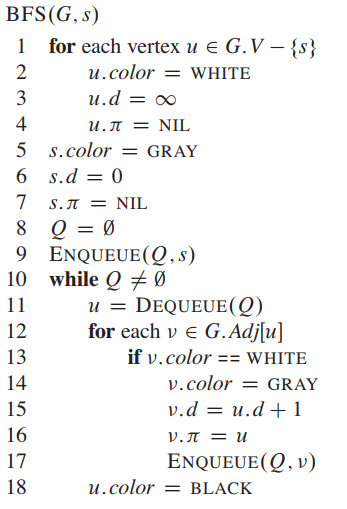 BFS(G, s)
1 for each vertex u ∈ G.V − {s}
2 u.color = WHITE
3 u.d = ∞
4 u.π = NIL
5 s.color = GRAY
6 s.d = 0
7 s.π = NIL
8 Q = Ø
9 ENQUEUE(Q, s)
10 while Q ≠ Ø
11 u = DEQUEUE(Q)
12 for each v ∈ G.Adj[u]
13 if v.color == WHITE
14 v.color = GRAY
15 v.d = u.d + 1
16 v.π = u
17 ENQUEUE(Q, v)
18 u.color = BLACK